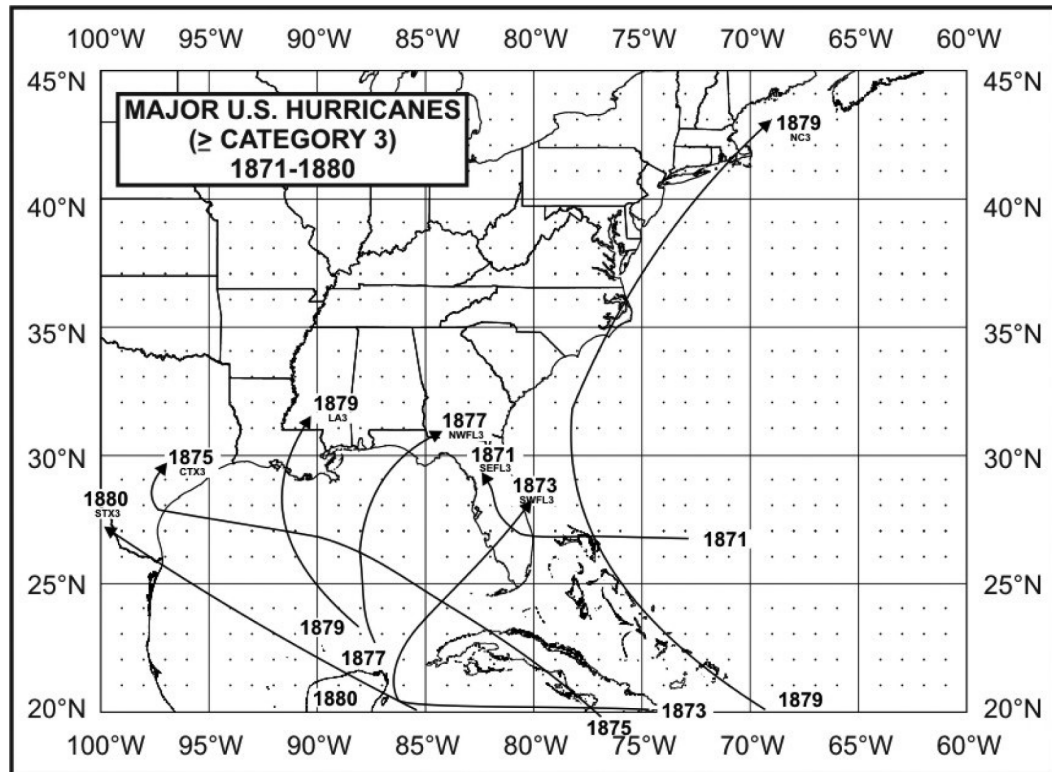 100°W 95°W 90°W 85°W 80°W 75°W 70°W 65°W 60°W
45°N 45°N
MAJOR U.S. HURRICANES
(≥ CATEGORY 3)
1871-1880
1879
NC3
40°N 40°N
35°N 35°N
1879
LA3
1877
NWFL3
30°N 30°N
1875
CTX3
1871
SEFL3
1873
SWFL3
1880
STX3
1871
25°N 25°N
1879
1877
1880
1873
1879
1875
20°N 20°N
100°W 95°W 90°W 85°W 80°W 75°W 70°W 65°W 60°W